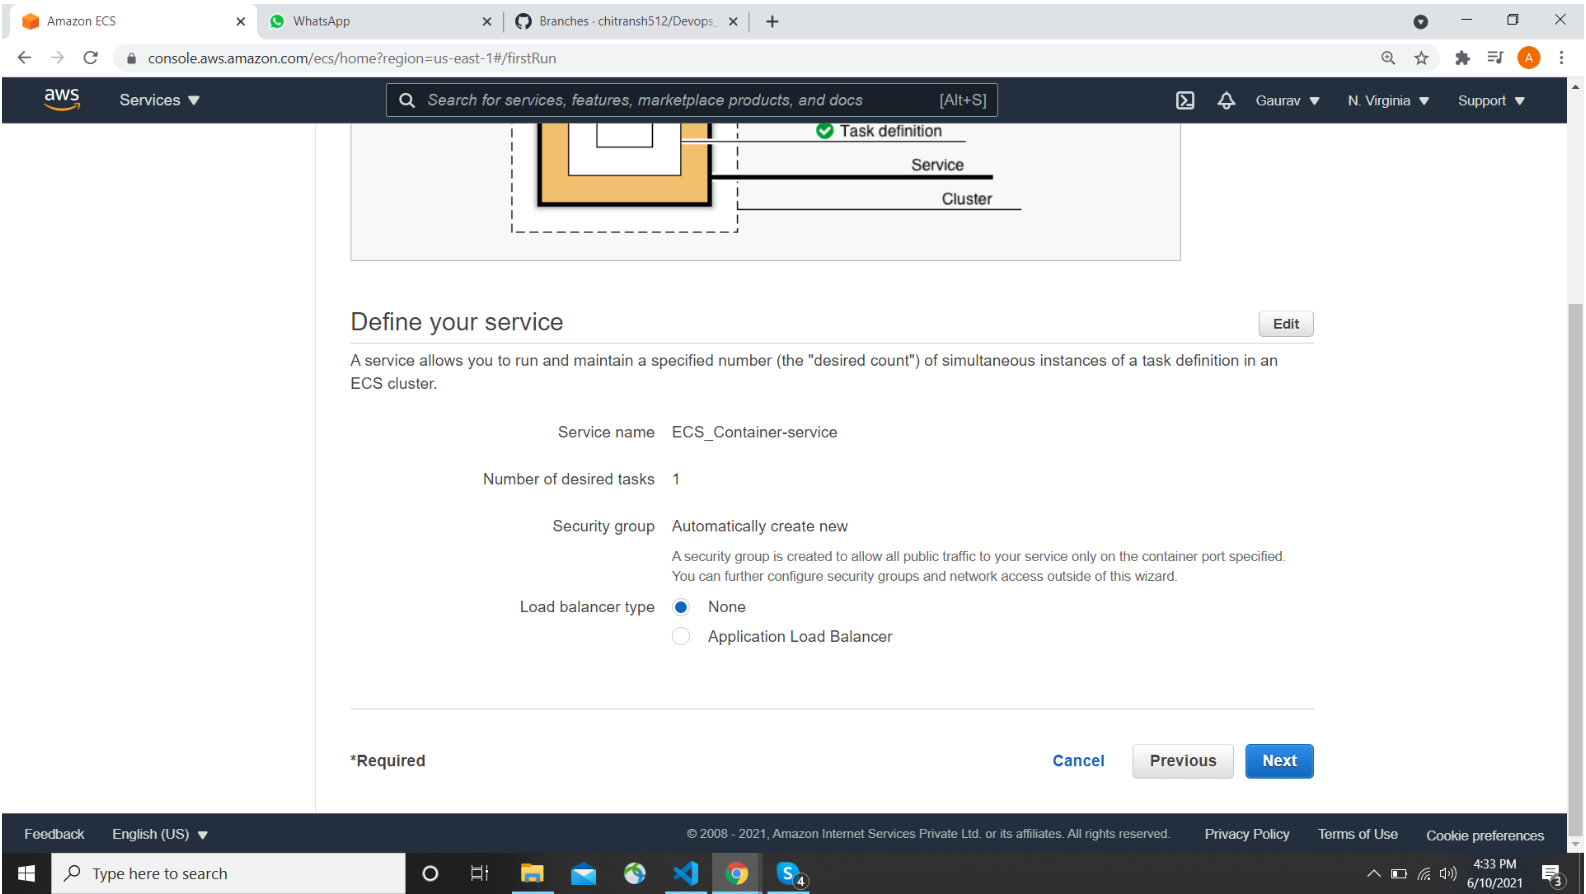 Amazon ECS
WhatsApp
Branches · chitransh512/Devops_
console.aws.amazon.com/ecs/home?region=us-east-1#/firstRun
A
aws
Services
Search for services, features, marketplace products, and docs
[Alt+S]
Gaurav
N. Virginia
Support
Task definition
Service
Cluster
Define your service
Edit
A service allows you to run and maintain a specified number (the "desired count") of simultaneous instances of a task definition in an
ECS cluster.
Service name ECS_Container-service
Number of desired tasks 1
Security group Automatically create new
A security group is created to allow all public traffic to your service only on the container port specified.
You can further configure security groups and network access outside of this wizard.
Load balancer type None
Application Load Balancer
*Required
Cancel
Previous
Next
Feedback
English (US)
© 2008 - 2021, Amazon Internet Services Private Ltd. or its affiliates. All rights reserved.
Privacy Policy
Terms of Use
Cookie preferences
Type here to search
S
4
4:33 PM
6/10/2021
3